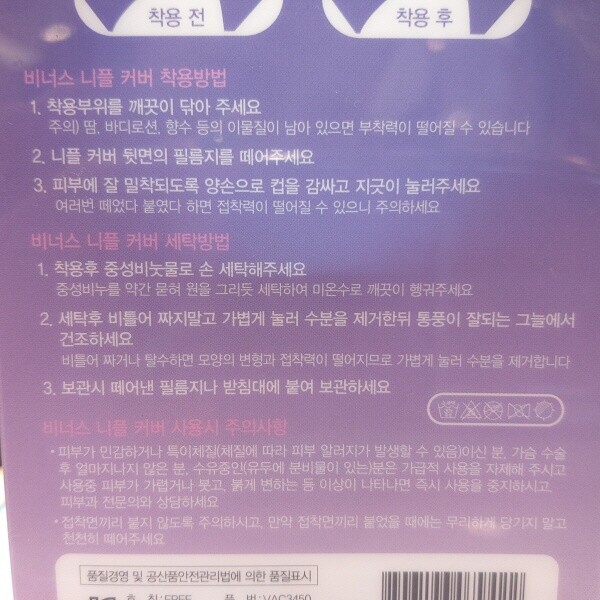 착용 전
착용 후
비너스 니플 커버 착용방법
1. 착용부위를 깨끗이 닦아 주세요
주의) 땀, 바디로션, 향수 등의 이물질이 남아 있으면 부착력이 떨어질 수 있습니다
2. 니플 커버 뒷면의 필름지를 떼어주세요
3. 피부에 잘 밀착되도록 양손으로 컵을 감싸고 지긋이 눌러주세요
여러번 떼었다 붙였다 하면 접착력이 떨어질 수 있으니 주의하세요
비너스 니플 커버 세탁방법
1. 착용후 중성비눗물로 손 세탁해주세요
중성비누를 약간 묻혀 원을 그리듯 세탁하여 미온수로 깨끗이 헹궈주세요
2. 세탁후 비틀어 짜지말고 가볍게 눌러 수분을 제거한뒤 통풍이 잘되는 그늘에서
건조하세요
비틀어 짜거나 탈수하면 모양의 변형과 접착력이 떨어지므로 가볍게 눌러 수분을 제거합니다
3. 보관시 떼어낸 필름지나 받침대에 붙여 보관하세요
비너스 니플 커버 사용시 주의사항
• 피부가 민감하거나 특이체질(체질에 따라 피부 알러지가 발생할 수 있음)이신 분, 가슴 수술
후 얼마지나지 않은 분, 수유중인(유두에 분비물이 있는)분은 가급적 사용을 자제해 주시고
사용중 피부가 가렵거나 붓고, 붉게 변하는 등 이상이 나타나면 즉시 사용을 중지하시고,
피부과 전문의와 상담하세요
• 접착면끼리 붙지 않도록 주의하시고, 만약 접착면끼리 붙었을 때에는 무리하게 당기지 말고
천천히 떼어주세요
품질경영 및 공산품안전관리법에 의한 품질표시
호 칭:FREE 품 번:VAC3450